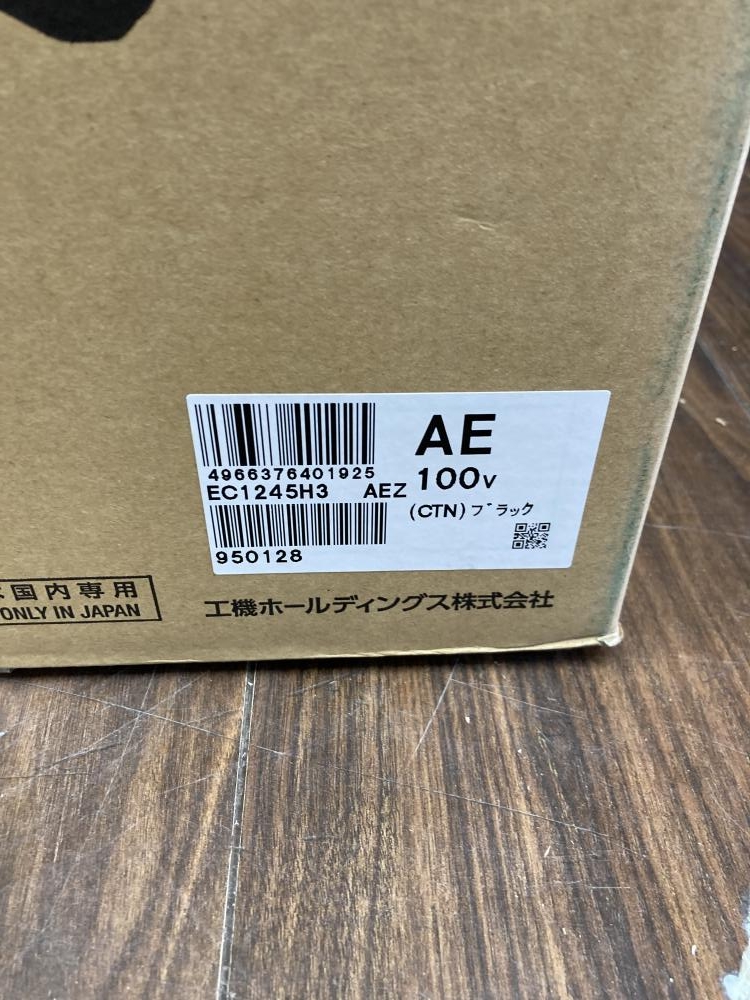 AE
4966376401925
EC1245H3 AEZ 100v
(CTN)ブラック
950128
国内専用
ONLY IN JAPAN
工機ホールディングス株式会社